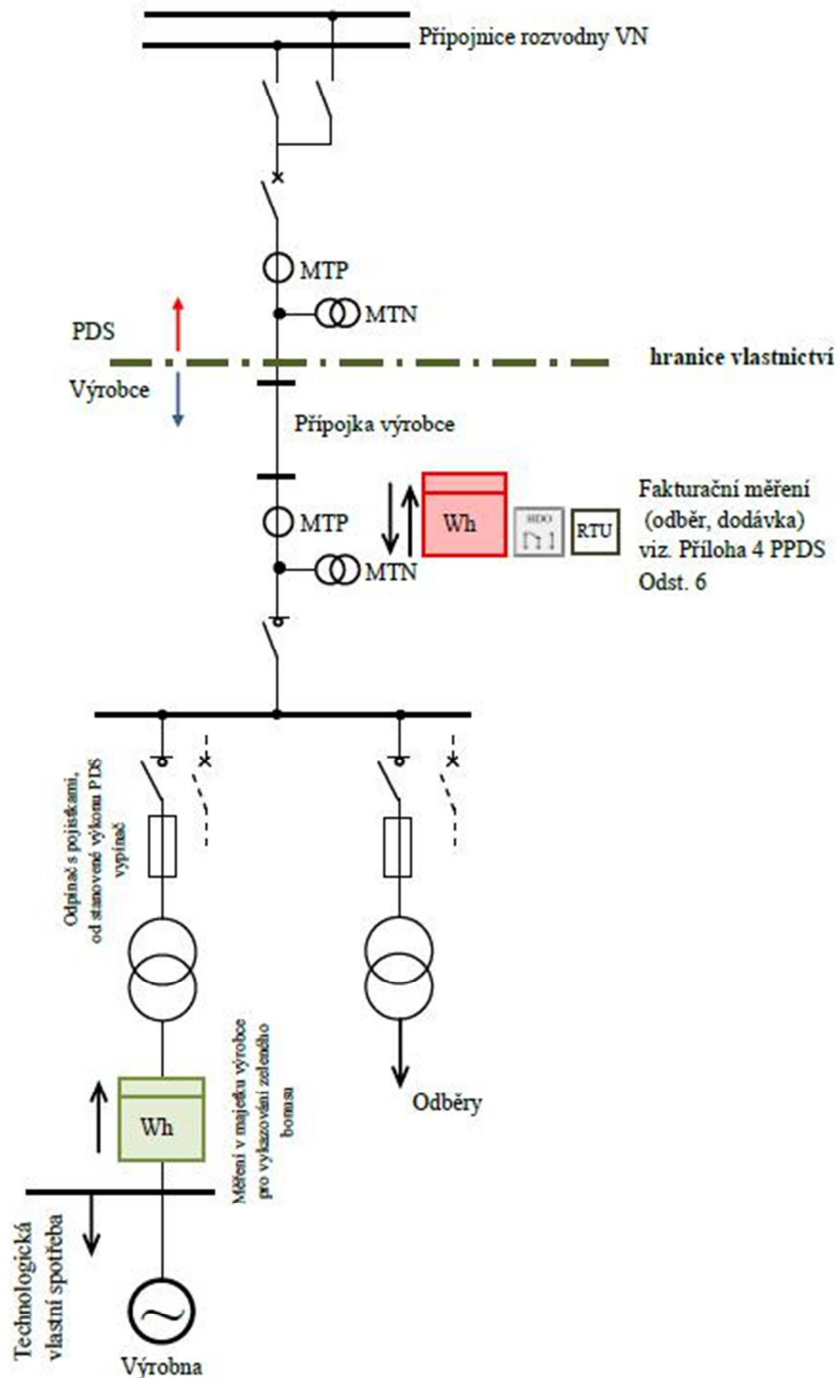 Přípojnice rozvodny VN
MTP
MTN
PDS
hranice vlastnictví
Výrobce
Přípojka výrobce
MTP
Wh
HDO
RTU
Fakturační měření
(odběr, dodávka)
viz. Příloha 4 PPDS
Odst. 6
MTN
Odpínač s pojistkami,
od stanovené výkonu PDS
vypínač
Wh
Měření v majetku výrobce
pro vykazování zeleného
bonusu
Odběry
Technologická
vlastní spotřeba
Výrobna